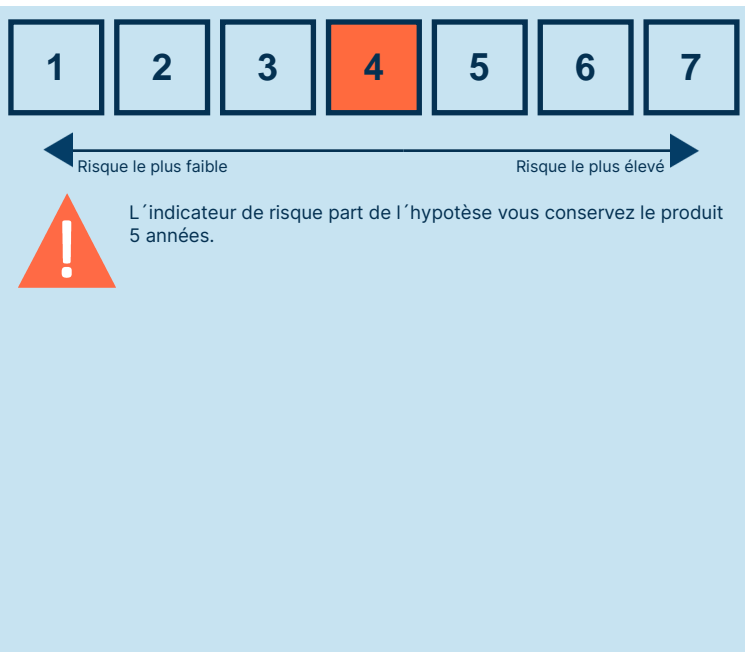 1 2 3 4 5 6 7
Risque le plus faible Risque le plus élevé
! L´indicateur de risque part de l´hypotèse vous conservez le produit
5 années.